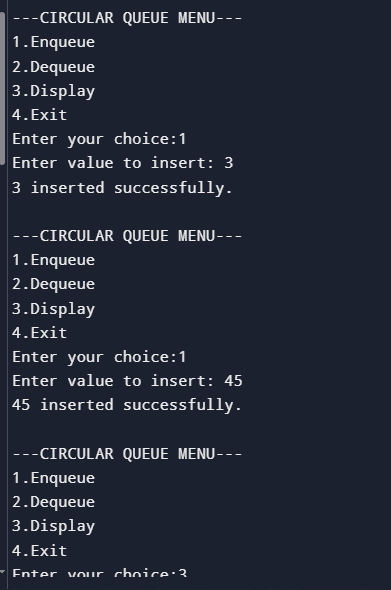 ---CIRCULAR QUEUE MENU---
1.Enqueue
2.Dequeue
3.Display
4.Exit
Enter your choice:1
Enter value to insert: 3
3 inserted successfully.
---CIRCULAR QUEUE MENU---
1.Enqueue
2.Dequeue
3.Display
4.Exit
Enter your choice:1
Enter value to insert: 45
45 inserted successfully.
---CIRCULAR QUEUE MENU---
1.Enqueue
2.Dequeue
3.Display
4.Exit
Enter your choice:3